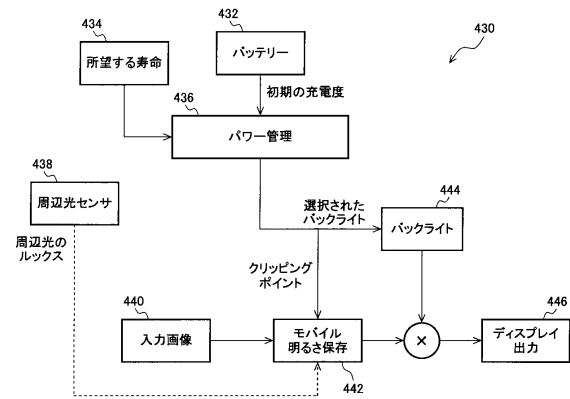 434
所望する寿命
432
バッテリー
430
初期の充電度
436
パワー管理
438
周辺光センサ
周辺光の
ルックス
選択された
バックライト
444
バックライト
クリッピング
ポイント
440
入力画像
モバイル
明るさ保存
442
×
446
ディスプレイ
出力